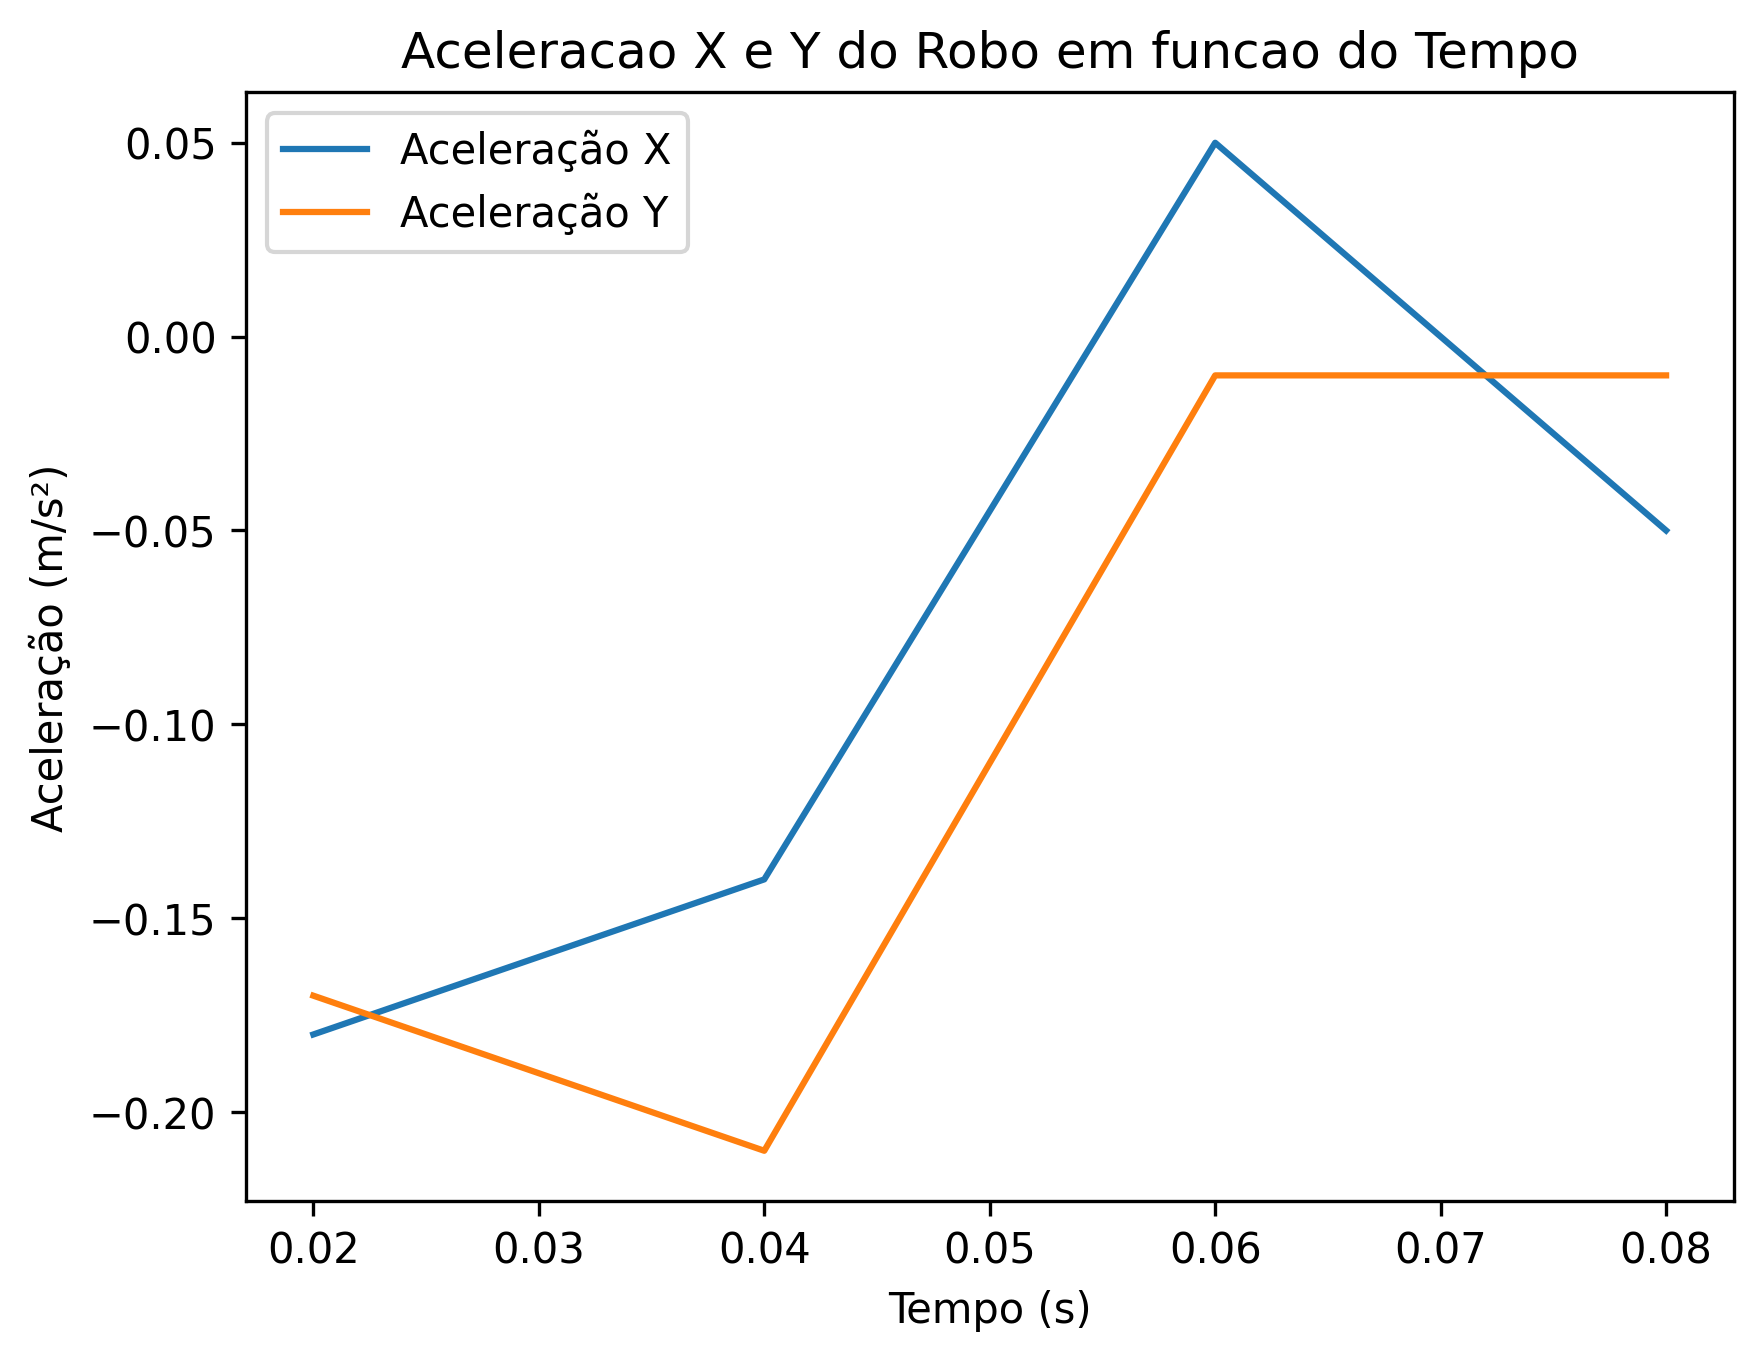 Aceleracao X e Y do Robo em funcao do Tempo
Aceleração X
Aceleração Y
0.05
0.00
−0.05
−0.10
−0.15
−0.20
Aceleração (m/s²)
0.02 0.03 0.04 0.05 0.06 0.07 0.08
Tempo (s)